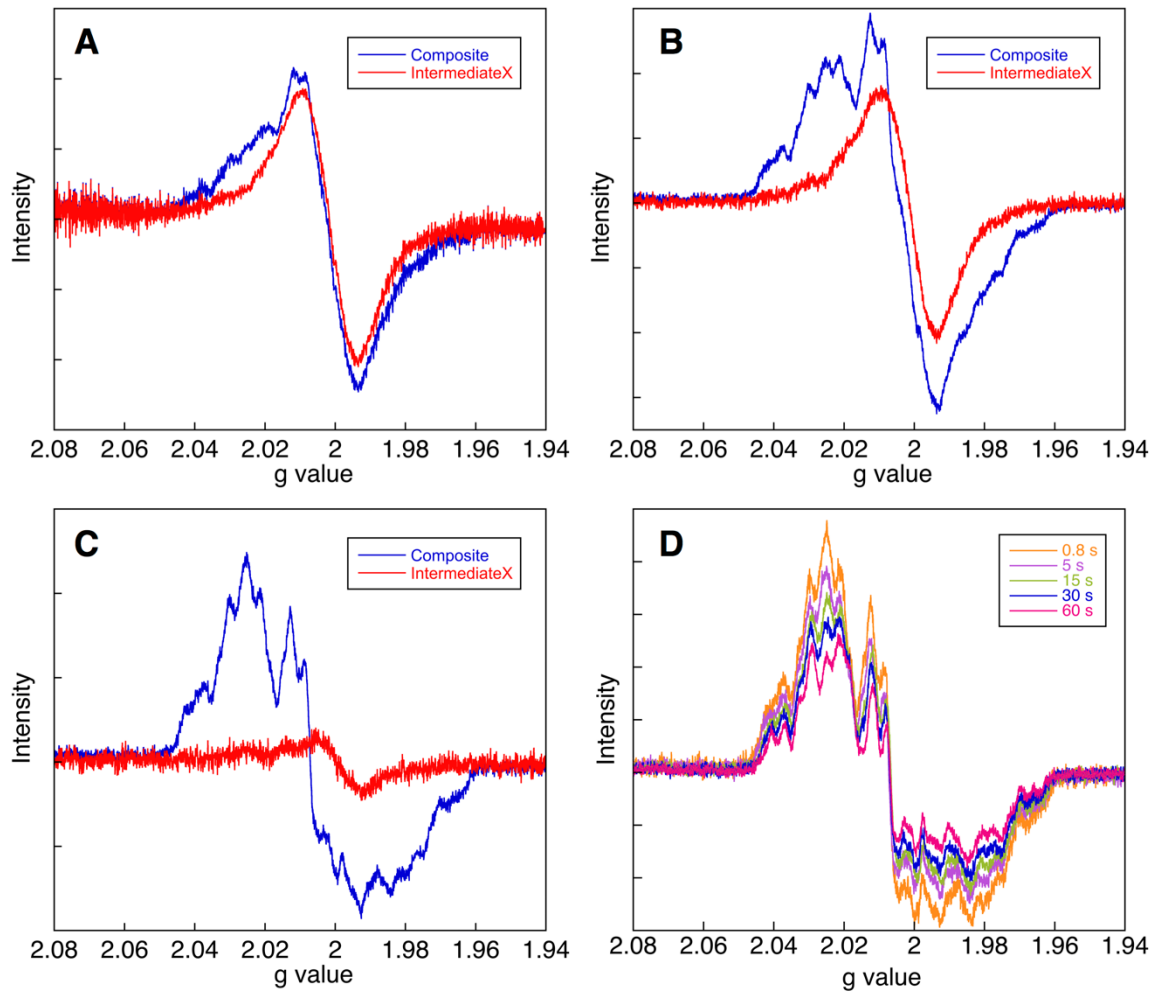 A
Composite
IntermediateX
Intensity
2.08 2.06 2.04 2.02 2 1.98 1.96 1.94
g value
B
Composite
IntermediateX
Intensity
2.08 2.06 2.04 2.02 2 1.98 1.96 1.94
g value
C
Composite
IntermediateX
Intensity
2.08 2.06 2.04 2.02 2 1.98 1.96 1.94
g value
D
0.8 s
5 s
15 s
30 s
60 s
Intensity
2.08 2.06 2.04 2.02 2 1.98 1.96 1.94
g value